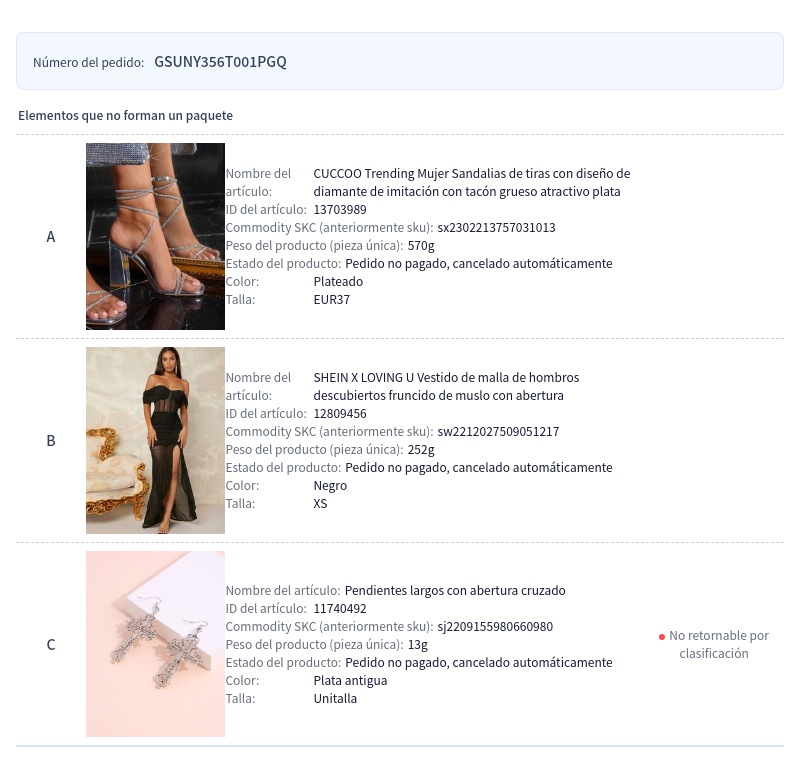 Número del pedido: GSUNY356T001PGQ
Elementos que no forman un paquete
A
Nombre del artículo: CUCCOO Trending Mujer Sandalias de tiras con diseño de
diamante de imitación con tacón grueso atractivo plata
ID del artículo: 13703989
Commodity SKC (anteriormente sku): sx2302213757031013
Peso del producto (pieza única): 570g
Estado del producto: Pedido no pagado, cancelado automáticamente
Color: Plateado
Talla: EUR37
B
Nombre del artículo: SHEIN X LOVING U Vestido de malla de hombros
descubiertos fruncido de muslo con abertura
ID del artículo: 12809456
Commodity SKC (anteriormente sku): sw2212027509051217
Peso del producto (pieza única): 252g
Estado del producto: Pedido no pagado, cancelado automáticamente
Color: Negro
Talla: XS
C
Nombre del artículo: Pendientes largos con abertura cruzado
ID del artículo: 11740492
Commodity SKC (anteriormente sku): sj2209155980660980
Peso del producto (pieza única): 13g
Estado del producto: Pedido no pagado, cancelado automáticamente
Color: Plata antigua
Talla: Unitalla
No retornable por
clasificación